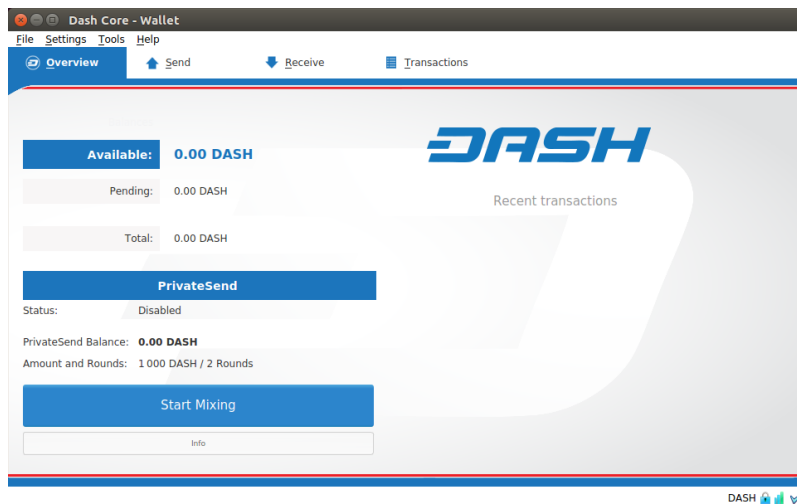 Dash Core - Wallet
File Settings Tools Help
Overview Send Receive Transactions
Available: 0.00 DASH
Pending: 0.00 DASH
Total: 0.00 DASH
DASH
Recent transactions
PrivateSend
Status: Disabled
PrivateSend Balance: 0.00 DASH
Amount and Rounds: 1 000 DASH / 2 Rounds
Start Mixing
Info
DASH